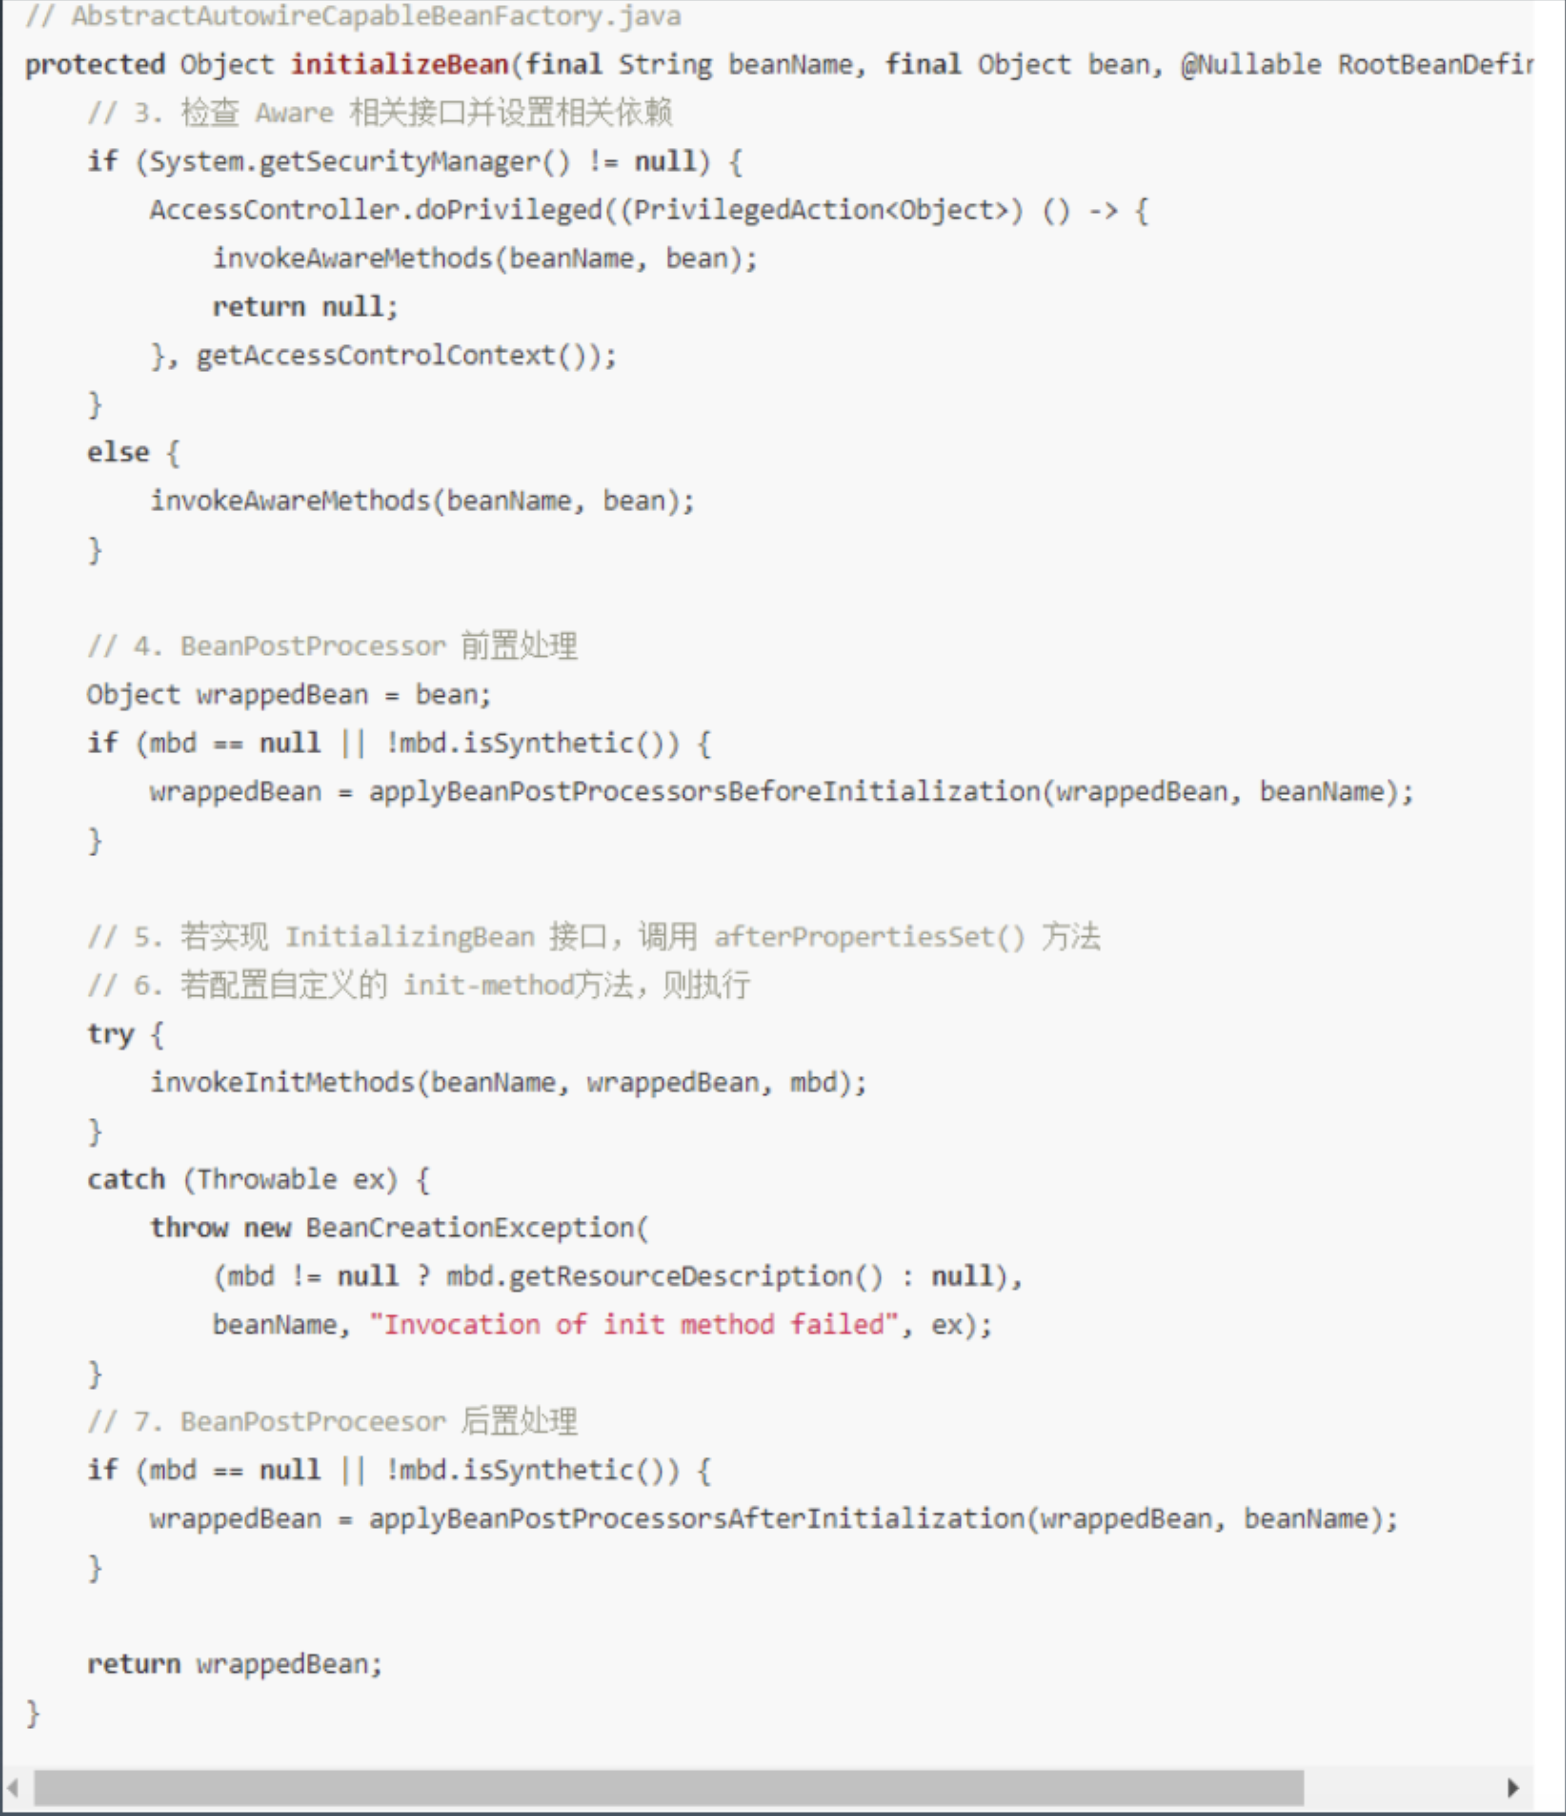 // AbstractAutowireCapableBeanFactory.java
protected Object initializeBean(final String beanName, final Object bean, @Nullable RootBeanDefin
    // 3. 检查 Aware 相关接口并设置相关依赖
    if (System.getSecurityManager() != null) {
        AccessController.doPrivileged((PrivilegedAction<Object>) () -> {
            invokeAwareMethods(beanName, bean);
            return null;
        }, getAccessControlContext());
    }
    else {
        invokeAwareMethods(beanName, bean);
    }

    // 4. BeanPostProcessor 前置处理
    Object wrappedBean = bean;
    if (mbd == null || !mbd.isSynthetic()) {
        wrappedBean = applyBeanPostProcessorsBeforeInitialization(wrappedBean, beanName);
    }

    // 5. 若实现 InitializingBean 接口，调用 afterPropertiesSet() 方法
    // 6. 若配置自定义的 init-method方法，则执行
    try {
        invokeInitMethods(beanName, wrappedBean, mbd);
    }
    catch (Throwable ex) {
        throw new BeanCreationException(
            (mbd != null ? mbd.getResourceDescription() : null),
            beanName, "Invocation of init method failed", ex);
    }
    // 7. BeanPostProceesor 后置处理
    if (mbd == null || !mbd.isSynthetic()) {
        wrappedBean = applyBeanPostProcessorsAfterInitialization(wrappedBean, beanName);
    }

    return wrappedBean;
}